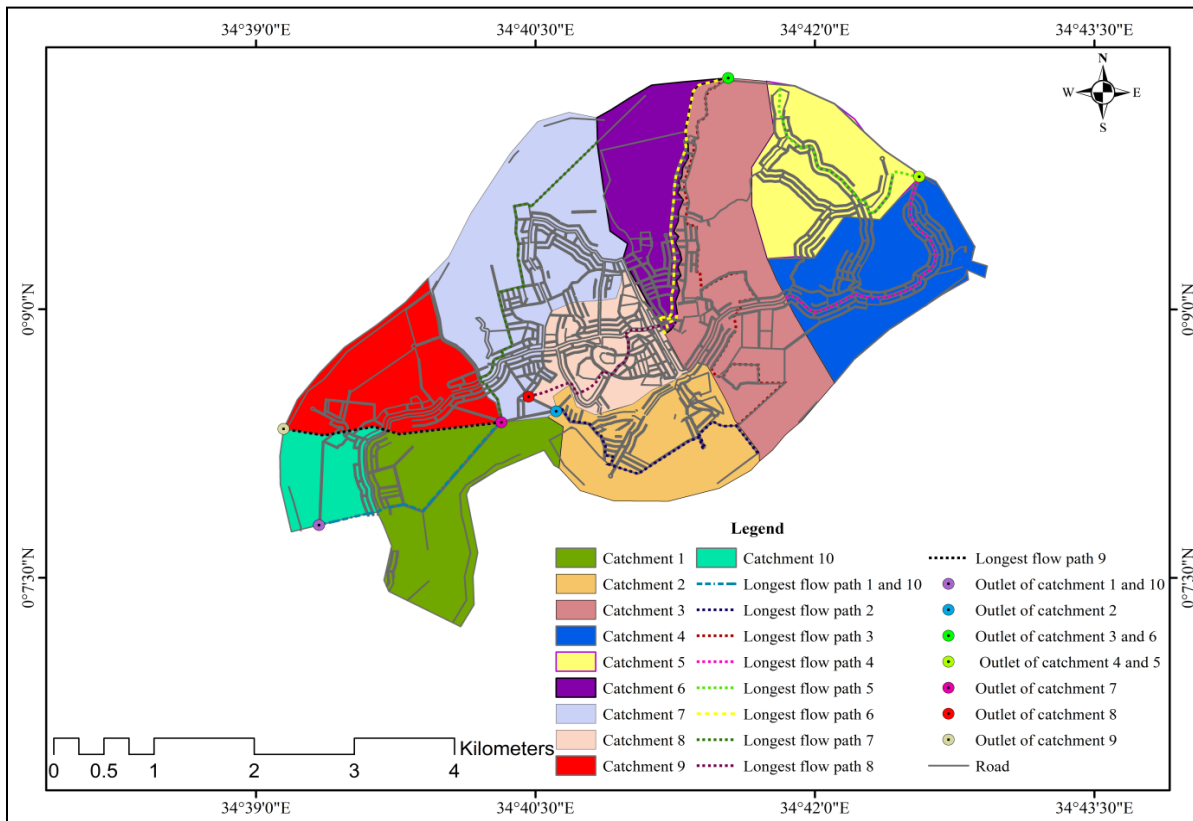 34°39'0"E
34°40'30"E
34°42'0"E
34°43'30"E
N
W
E
S
0°9'0"N
0°9'0"N
0°7'30"N
0°7'30"N
Legend
Catchment 1
Catchment 2
Catchment 3
Catchment 4
Catchment 5
Catchment 6
Catchment 7
Catchment 8
Catchment 9
Catchment 10
Longest flow path 1 and 10
Longest flow path 2
Longest flow path 3
Longest flow path 4
Longest flow path 5
Longest flow path 6
Longest flow path 7
Longest flow path 8
Longest flow path 9
Outlet of catchment 1 and 10
Outlet of catchment 2
Outlet of catchment 3 and 6
Outlet of catchment 4 and 5
Outlet of catchment 7
Outlet of catchment 8
Outlet of catchment 9
Road
Kilometers
0 0.5 1 2 3 4
34°39'0"E
34°40'30"E
34°42'0"E
34°43'30"E